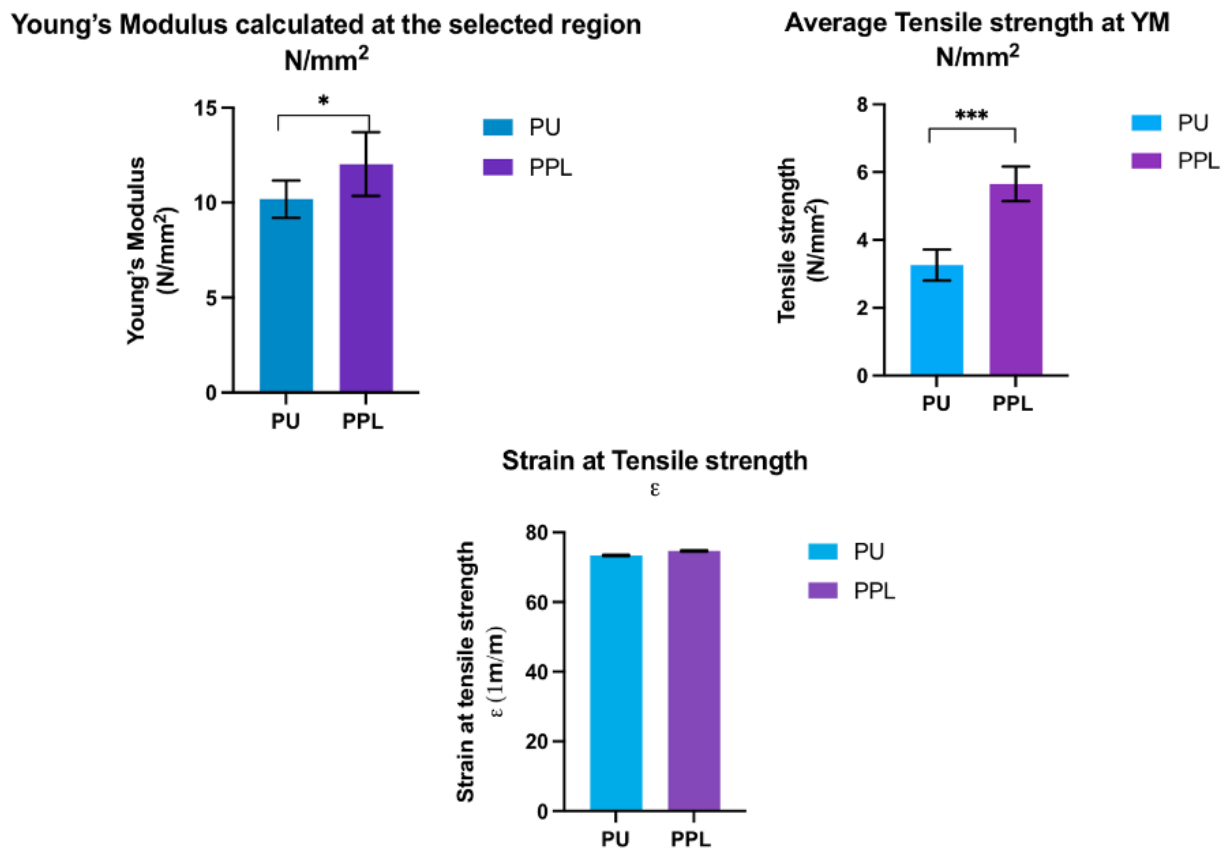 Young's Modulus calculated at the selected region
N/mm²
Young's Modulus
(N/mm²)
15
10
5
0
*
PU
PPL
PU
PPL
Average Tensile strength at YM
N/mm²
Tensile strength
(N/mm²)
8
6
4
2
0
***
PU
PPL
PU
PPL
Strain at Tensile strength
ε
Strain at tensile strength
ε (1m/m)
80
60
40
20
0
PU
PPL
PU
PPL